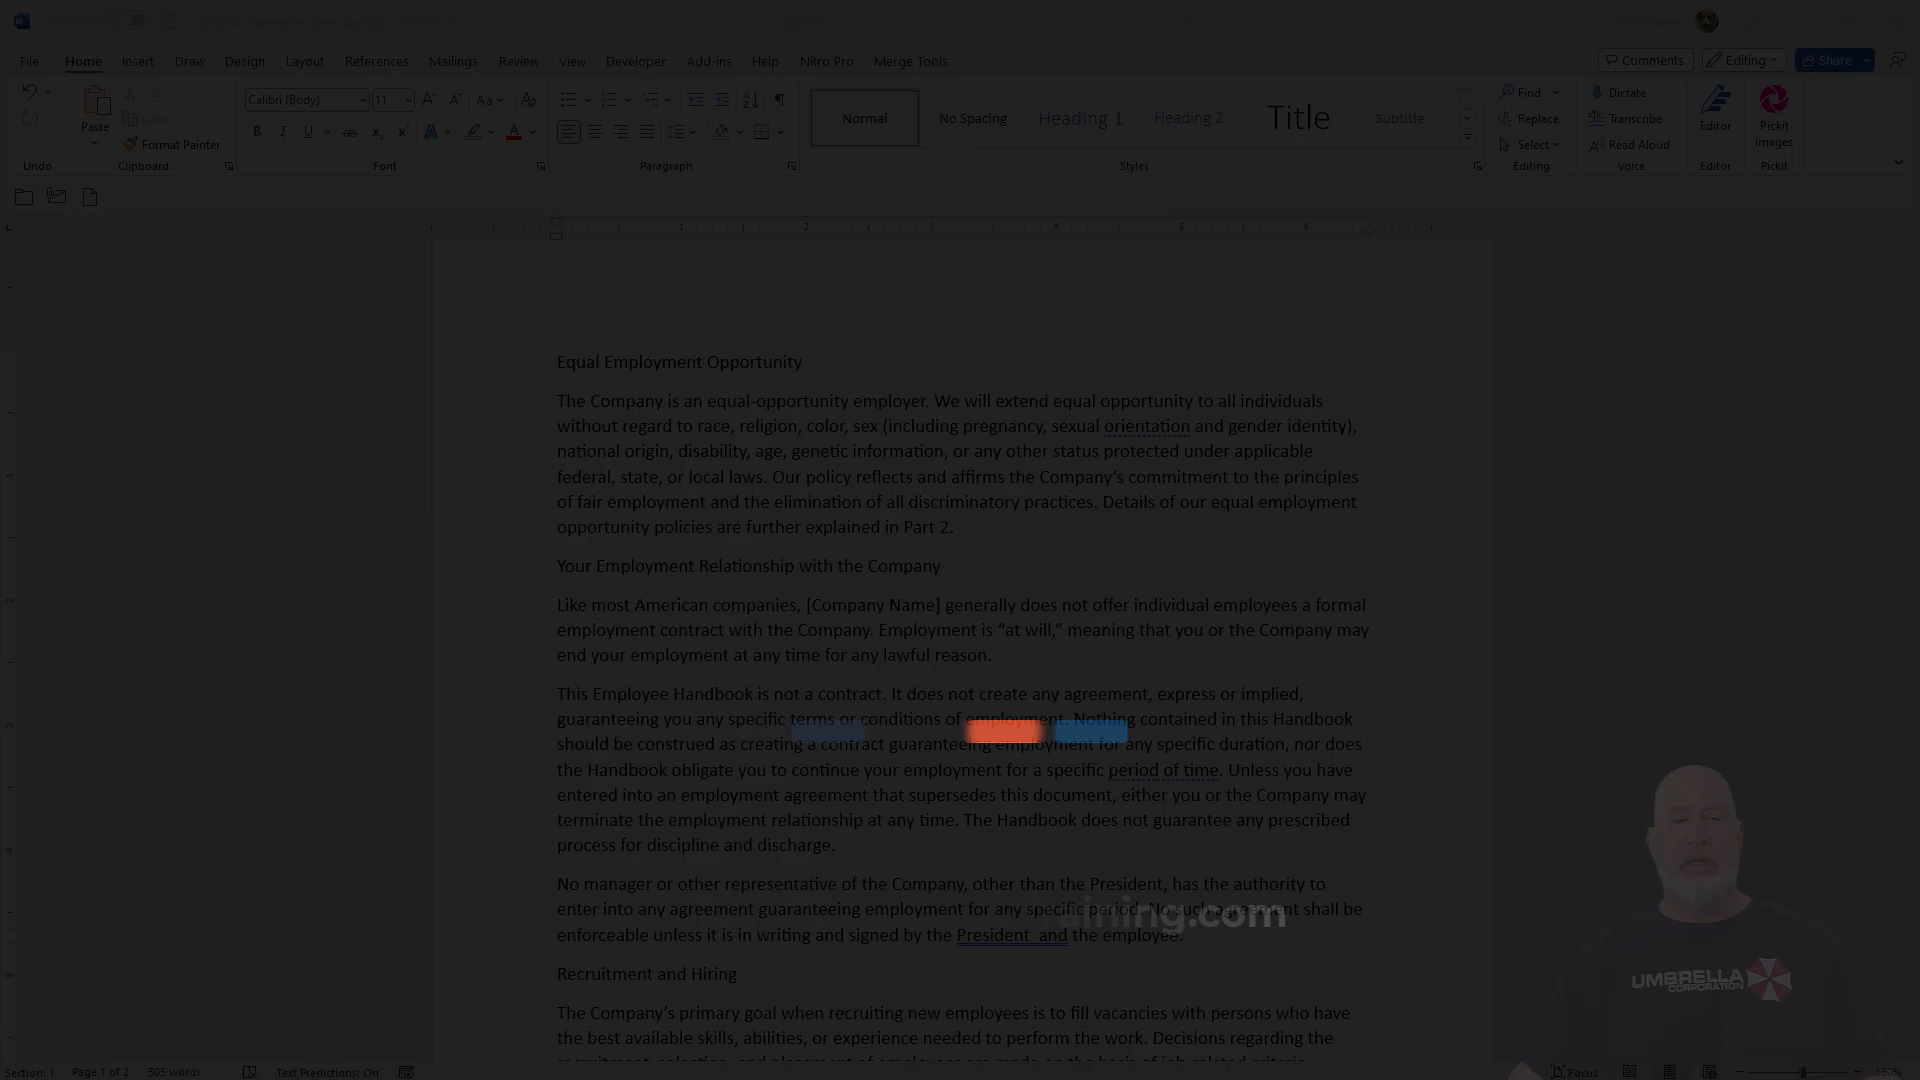 File Home Insert Draw Design Layout References Mailings Review View Developer Add-ins Help Nitro Pro Merge Tools Comments Editing Share
Calibri (Body) 11 Aa
Paste
Format Painter
Undo Clipboard Font Paragraph
Normal No Spacing Heading 1 Heading 2 Title Subtitle
Styles
Find
Replace
Select
Editing
Dictate
Transcribe
Read Aloud
Voice
Editor
Editor
Pickit
Images
Pickit
1 2 3 4 5 6
Equal Employment Opportunity
The Company is an equal-opportunity employer. We will extend equal opportunity to all individuals
without regard to race, religion, color, sex (including pregnancy, sexual orientation and gender identity),
national origin, disability, age, genetic information, or any other status protected under applicable
federal, state, or local laws. Our policy reflects and affirms the Company’s commitment to the principles
of fair employment and the elimination of all discriminatory practices. Details of our equal employment
opportunity policies are further explained in Part 2.
Your Employment Relationship with the Company
Like most American companies, [Company Name] generally does not offer individual employees a formal
employment contract with the Company. Employment is “at will,” meaning that you or the Company may
end your employment at any time for any lawful reason.
This Employee Handbook is not a contract. It does not create any agreement, express or implied,
guaranteeing you any specific terms or conditions of employment. Nothing contained in this Handbook
should be construed as creating a contract guaranteeing employment for any specific duration, nor does
the Handbook obligate you to continue your employment for a specific period of time. Unless you have
entered into an employment agreement that supersedes this document, either you or the Company may
terminate the employment relationship at any time. The Handbook does not guarantee any prescribed
process for discipline and discharge.
No manager or other representative of the Company, other than the President, has the authority to
enter into any agreement guaranteeing employment for any specific period. No such agreement shall be
enforceable unless it is in writing and signed by the President  and the employee.
aining.com
Recruitment and Hiring
The Company’s primary goal when recruiting new employees is to fill vacancies with persons who have
the best available skills, abilities, or experience needed to perform the work. Decisions regarding the
UMBRELLA
CORPORATION
Section: 1 Page 1 of 2 505 words Text Predictions: On Focus 130%